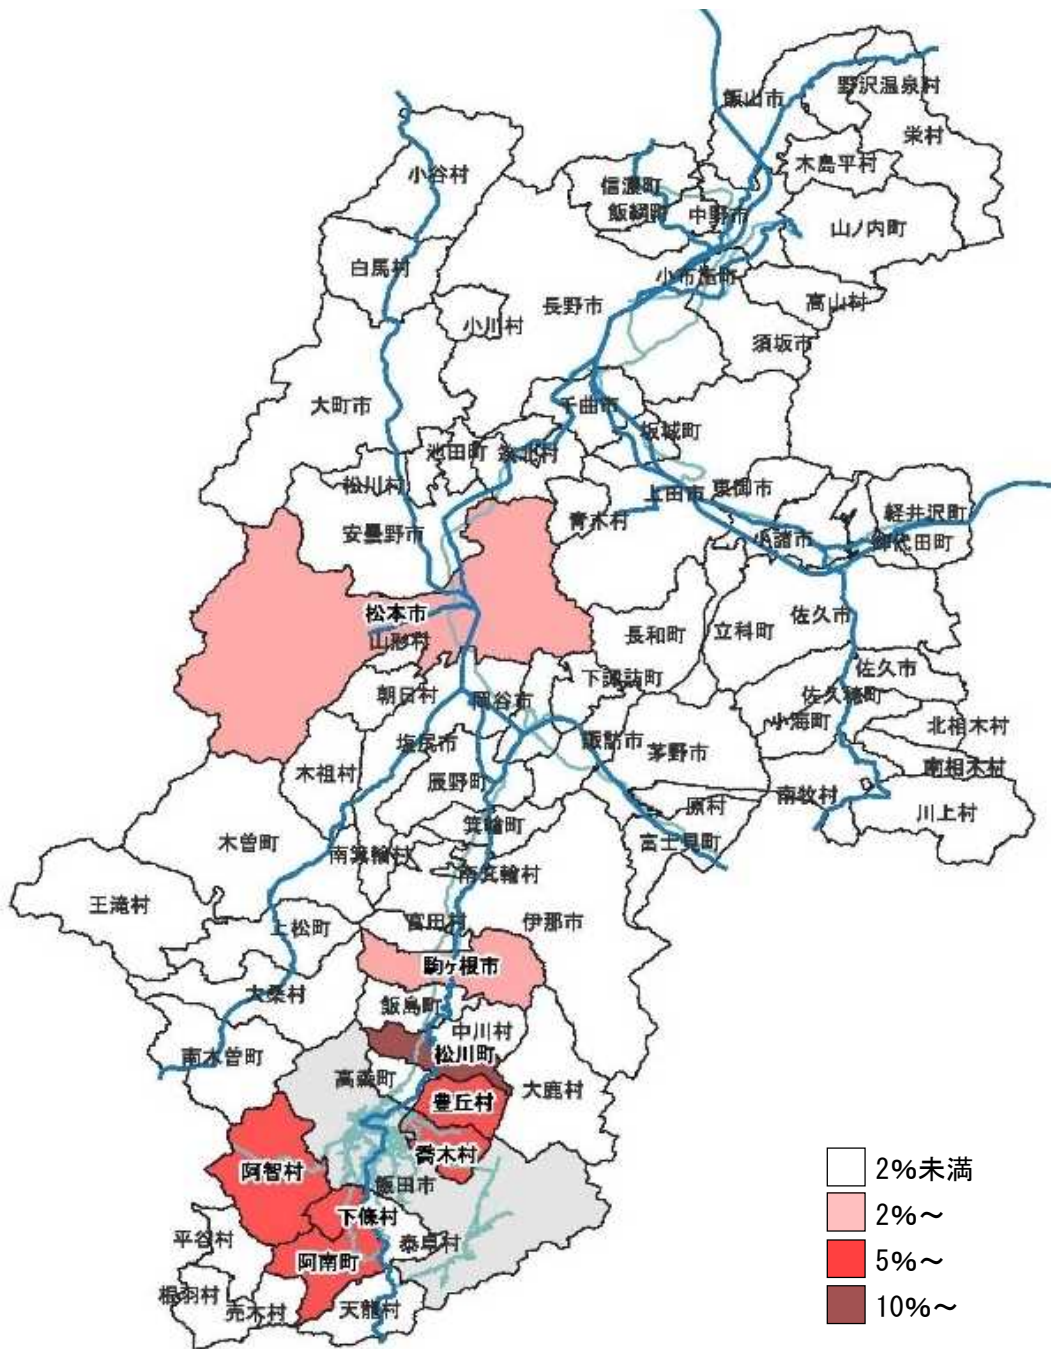 野沢温泉村
飯山市
栄村
木島平村
小谷村
信濃町
飯綱町
中野市
山ノ内町
白馬村
小布施町
高山村
長野市
小川村
須坂市
大町市
千曲市
坂城町
池田町
筑北村
松川村
上田市
東御市
青木村
軽井沢町
安曇野市
小諸市
御代田町
松本市
山形村
長和町
立科町
佐久市
佐久市
下諏訪町
朝日村
岡谷市
佐久穂町
小海町
北相木村
塩尻市
諏訪市
茅野市
木祖村
辰野町
南相木村
南牧村
原村
川上村
箕輪町
木曽町
南箕輪村
富士見町
南箕輪村
王滝村
上松町
宮田村
伊那市
駒ヶ根市
大桑村
飯島町
中川村
南木曽町
松川町
高森町
大鹿村
豊丘村
喬木村
阿智村
飯田市
下條村
平谷村
泰阜村
阿南町
根羽村
売木村
天龍村
2%未満
2%～
5%～
10%～